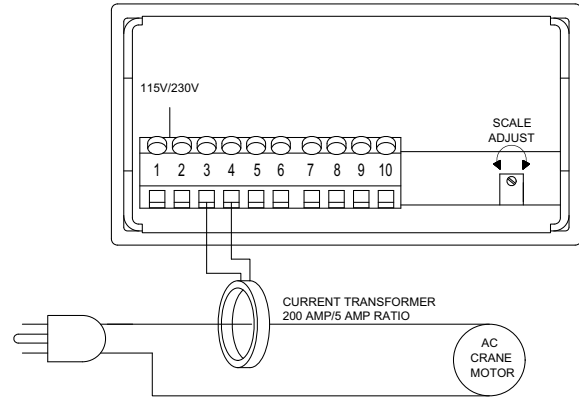 115V/230V
SCALE
ADJUST
1 2 3 4 5 6 7 8 9 10
CURRENT TRANSFORMER
200 AMP/5 AMP RATIO
AC
CRANE
MOTOR